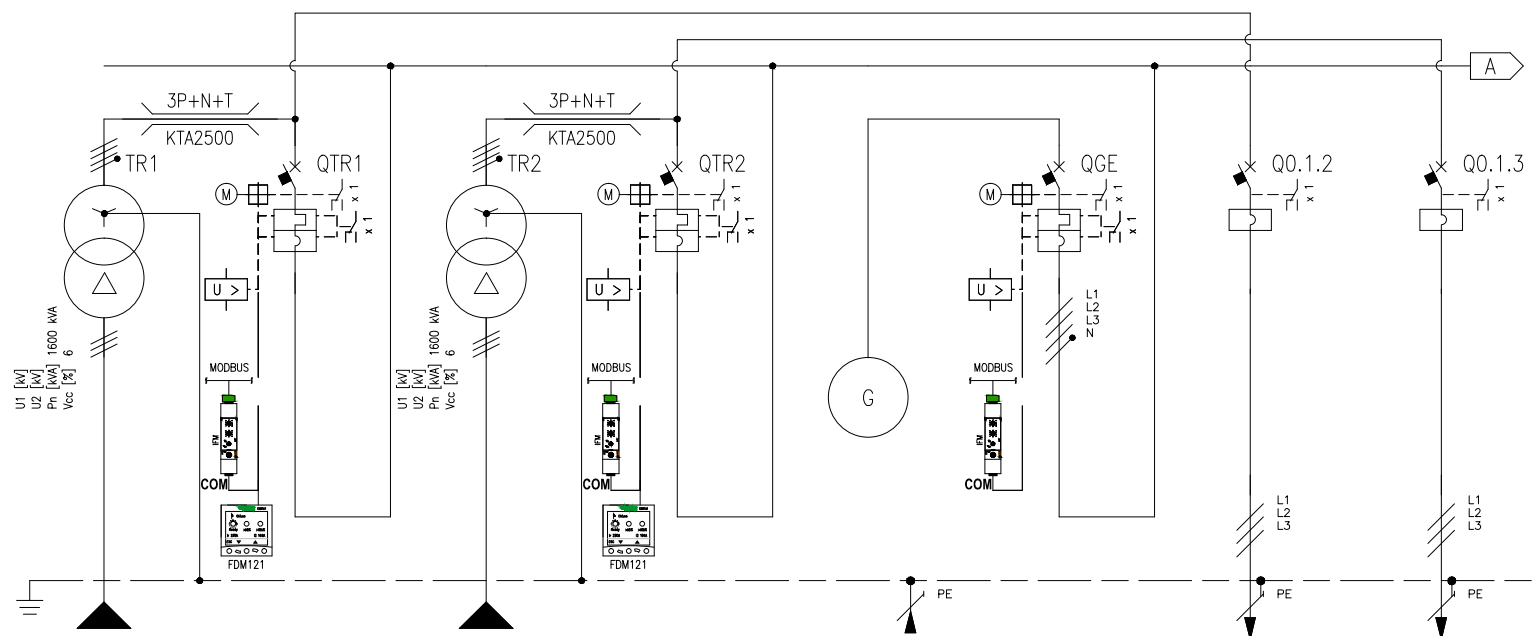 A
3P+N+T
KTA2500
3P+N+T
KTA2500
TR1
QTR1
TR2
QTR2
QGE
Q0.1.2
Q0.1.3
M
x 1
x 1
M
x 1
x 1
M
x 1
x 1
x 1
x 1
U >
U >
U >
U1 [kV]
U2 [kV]
Pn [kVA] 1600 kVA
Vcc [%] 6
U1 [kV]
U2 [kV]
Pn [kVA] 1600 kVA
Vcc [%] 6
L1
L2
L3
N
MODBUS
MODBUS
MODBUS
G
IFM
IFM
IFM
COM
COM
COM
L1
L2
L3
L1
L2
L3
FDM121
FDM121
PE
PE
PE